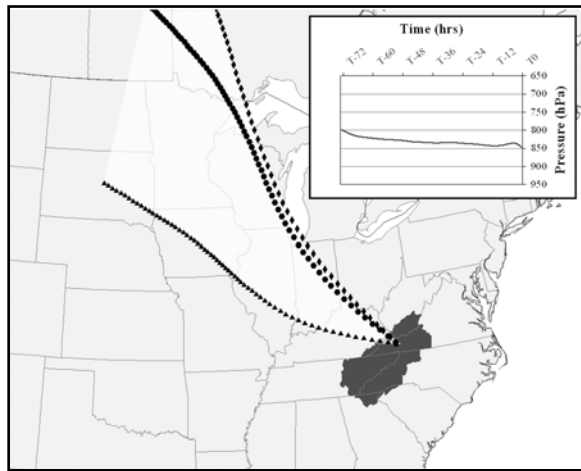 Time (hrs)
T-72
T-60
T-48
T-36
T-24
T-12
T0
650
700
750
800
850
900
950
Pressure (hPa)